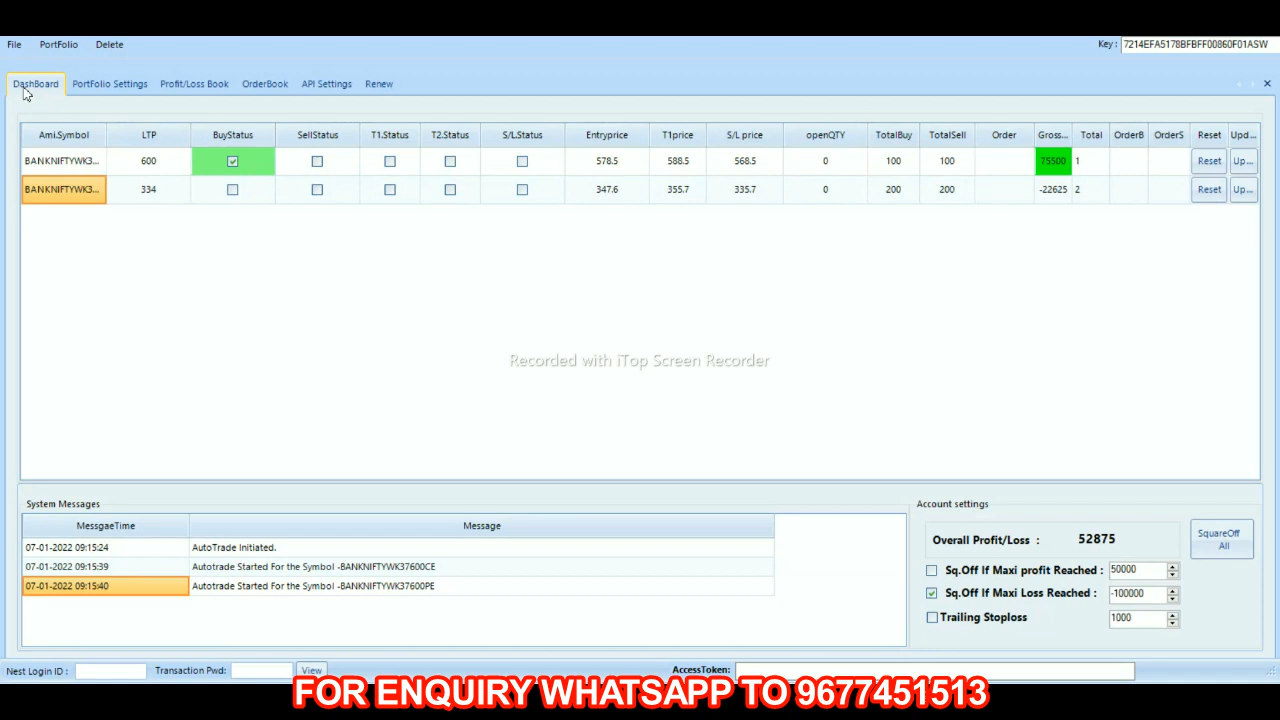 File PortFolio Delete Key : 7214EFA5178BFBFF00860F01ASW
DashBoard PortFolio Settings Profit/Loss Book OrderBook API Settings Renew
Ami.Symbol LTP BuyStatus SellStatus T1.Status T2.Status S/L.Status Entryprice T1price S/L price openQTY TotalBuy TotalSell Order Gross... Total OrderB OrderS Reset Upd...
BANKNIFTYWK3... 600 578.5 588.5 568.5 0 100 100 75500 1 Reset Up...
BANKNIFTYWK3... 334 347.6 355.7 335.7 0 200 200 -22625 2 Reset Up...
Recorded with iTop Screen Recorder
System Messages
MessgaeTime Message
07-01-2022 09:15:24 AutoTrade Initiated.
07-01-2022 09:15:39 Autotrade Started For the Symbol -BANKNIFTYWK37600CE
07-01-2022 09:15:40 Autotrade Started For the Symbol -BANKNIFTYWK37600PE
Account settings
Overall Profit/Loss : 52875 SquareOff All
Sq.Off If Maxi profit Reached : 50000
Sq.Off If Maxi Loss Reached : -100000
Trailing Stoploss 1000
Nest Login ID : Transaction Pwd: View AccessToken:
FOR ENQUIRY WHATSAPP TO 9677451513